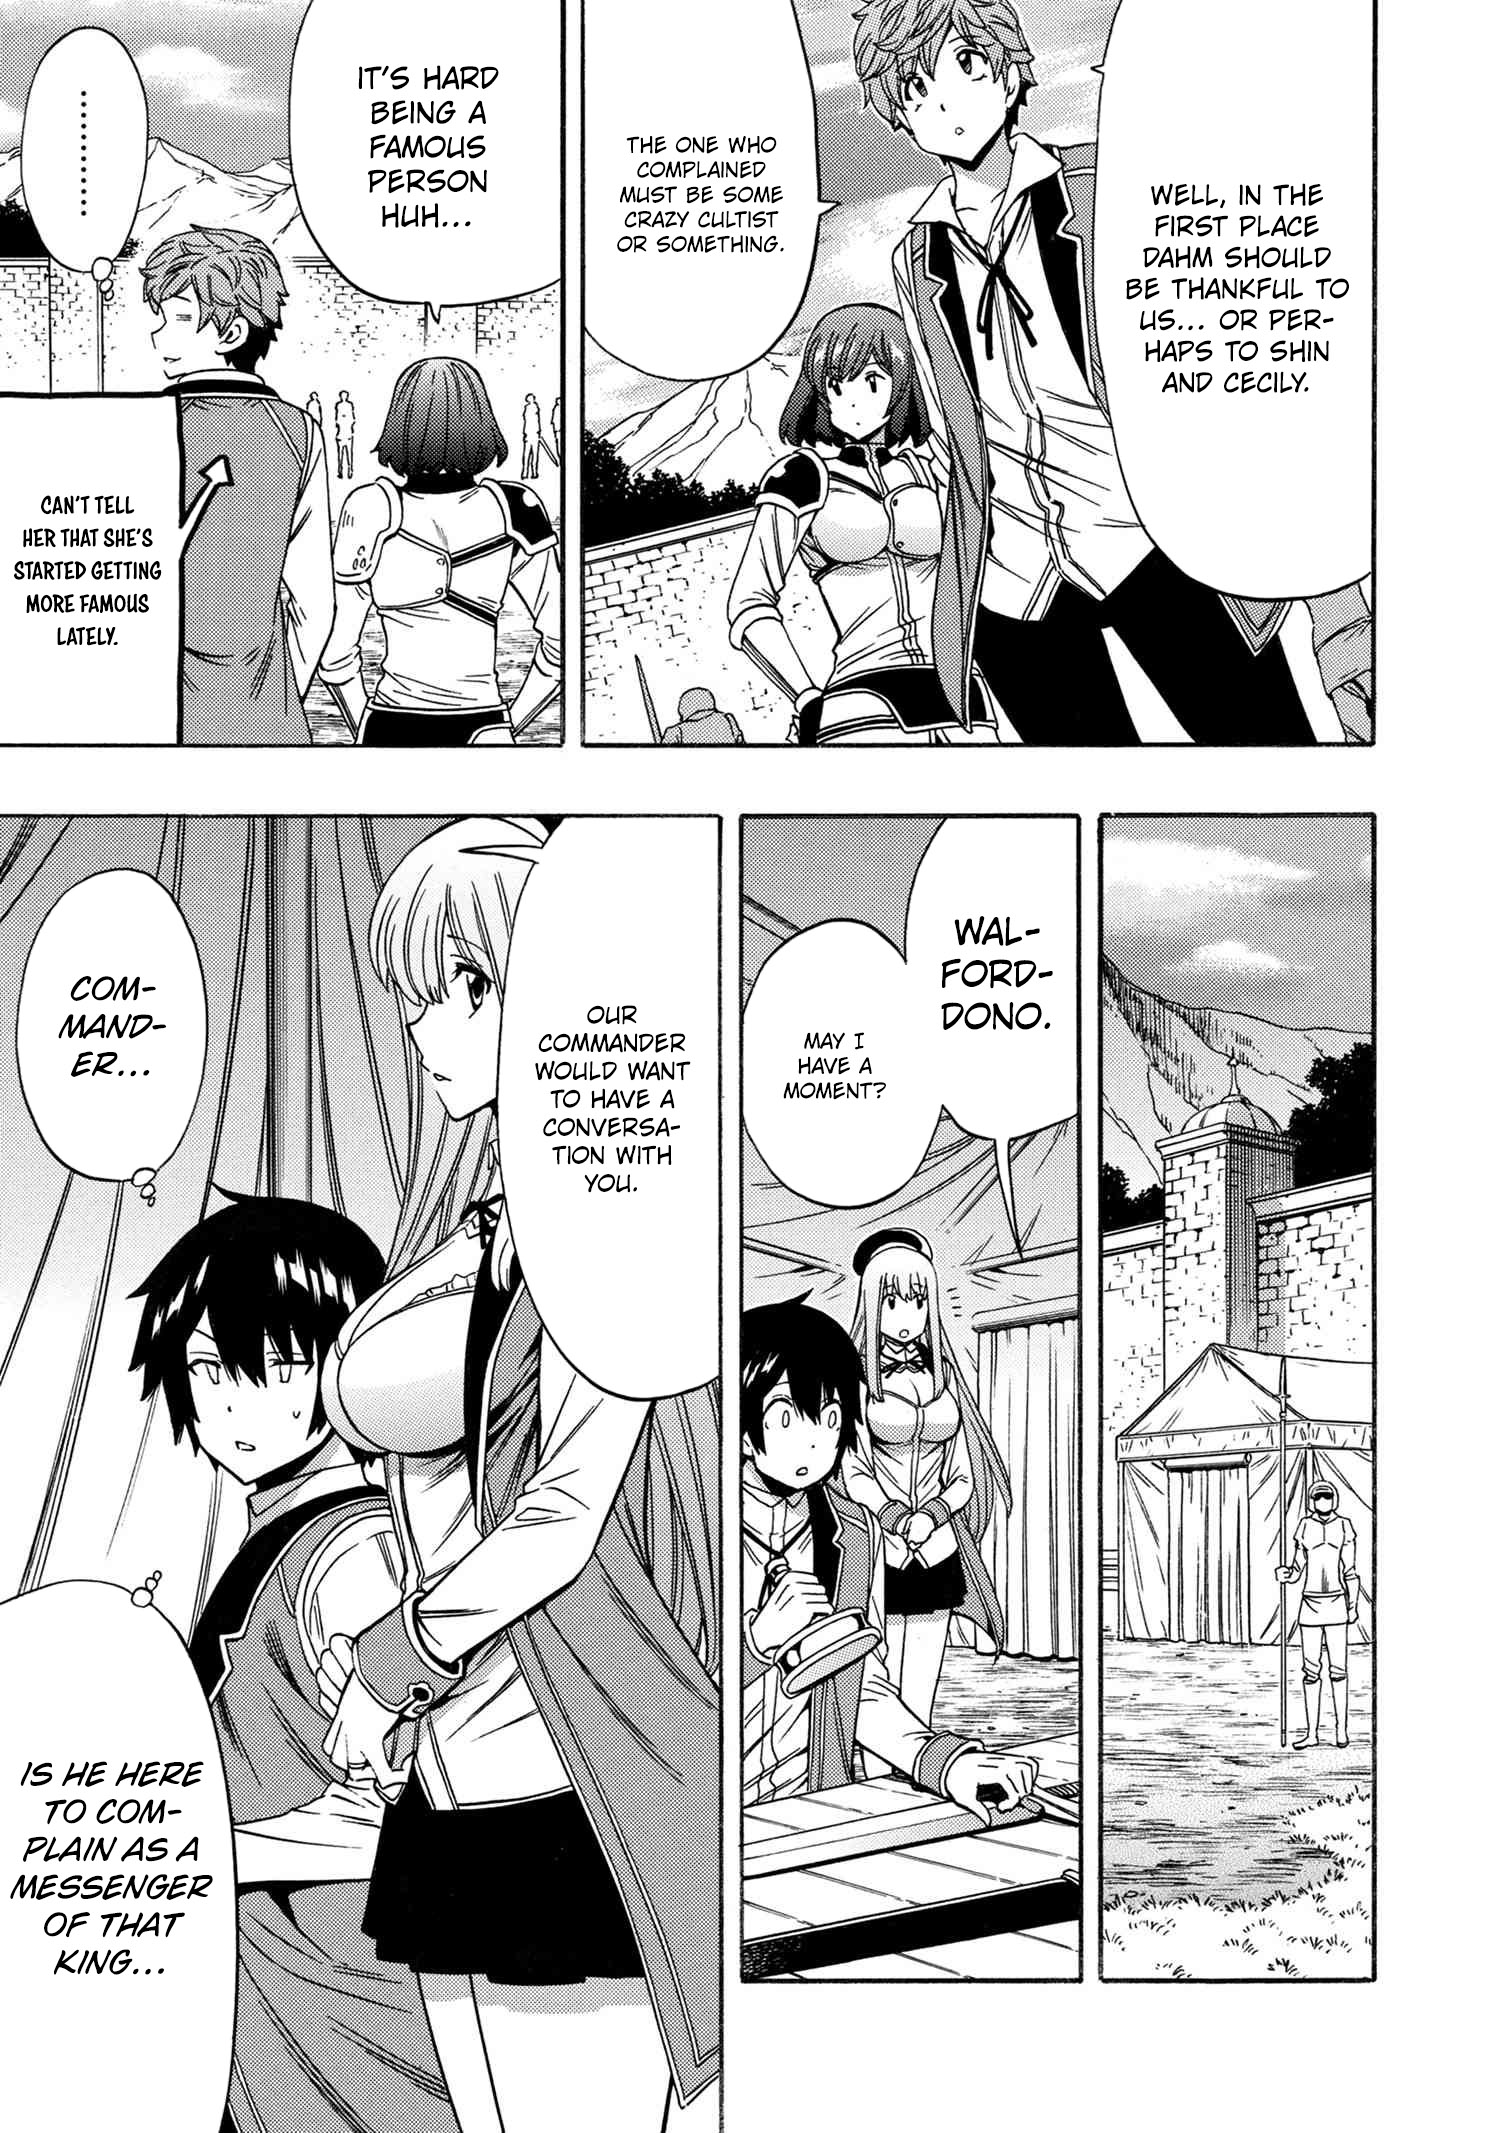 WELL, IN THE
FIRST PLACE
DAHM SHOULD
BE THANKFUL TO
US... OR PER-
HAPS TO SHIN
AND CECILY.
THE ONE WHO
COMPLAINED
MUST BE SOME
CRAZY CULTIST
OR SOMETHING.
IT'S HARD
BEING A
FAMOUS
PERSON
HUH...
..........
CAN'T TELL
HER THAT SHE'S
STARTED GETTING
MORE FAMOUS
LATELY.
WAL-
FORD-
DONO.
MAY I
HAVE A
MOMENT?
OUR
COMMANDER
WOULD WANT
TO HAVE A
CONVERSA-
TION WITH
YOU.
COM-
MAND-
ER...
IS HE HERE
TO COM-
PLAIN AS A
MESSENGER
OF THAT
KING...